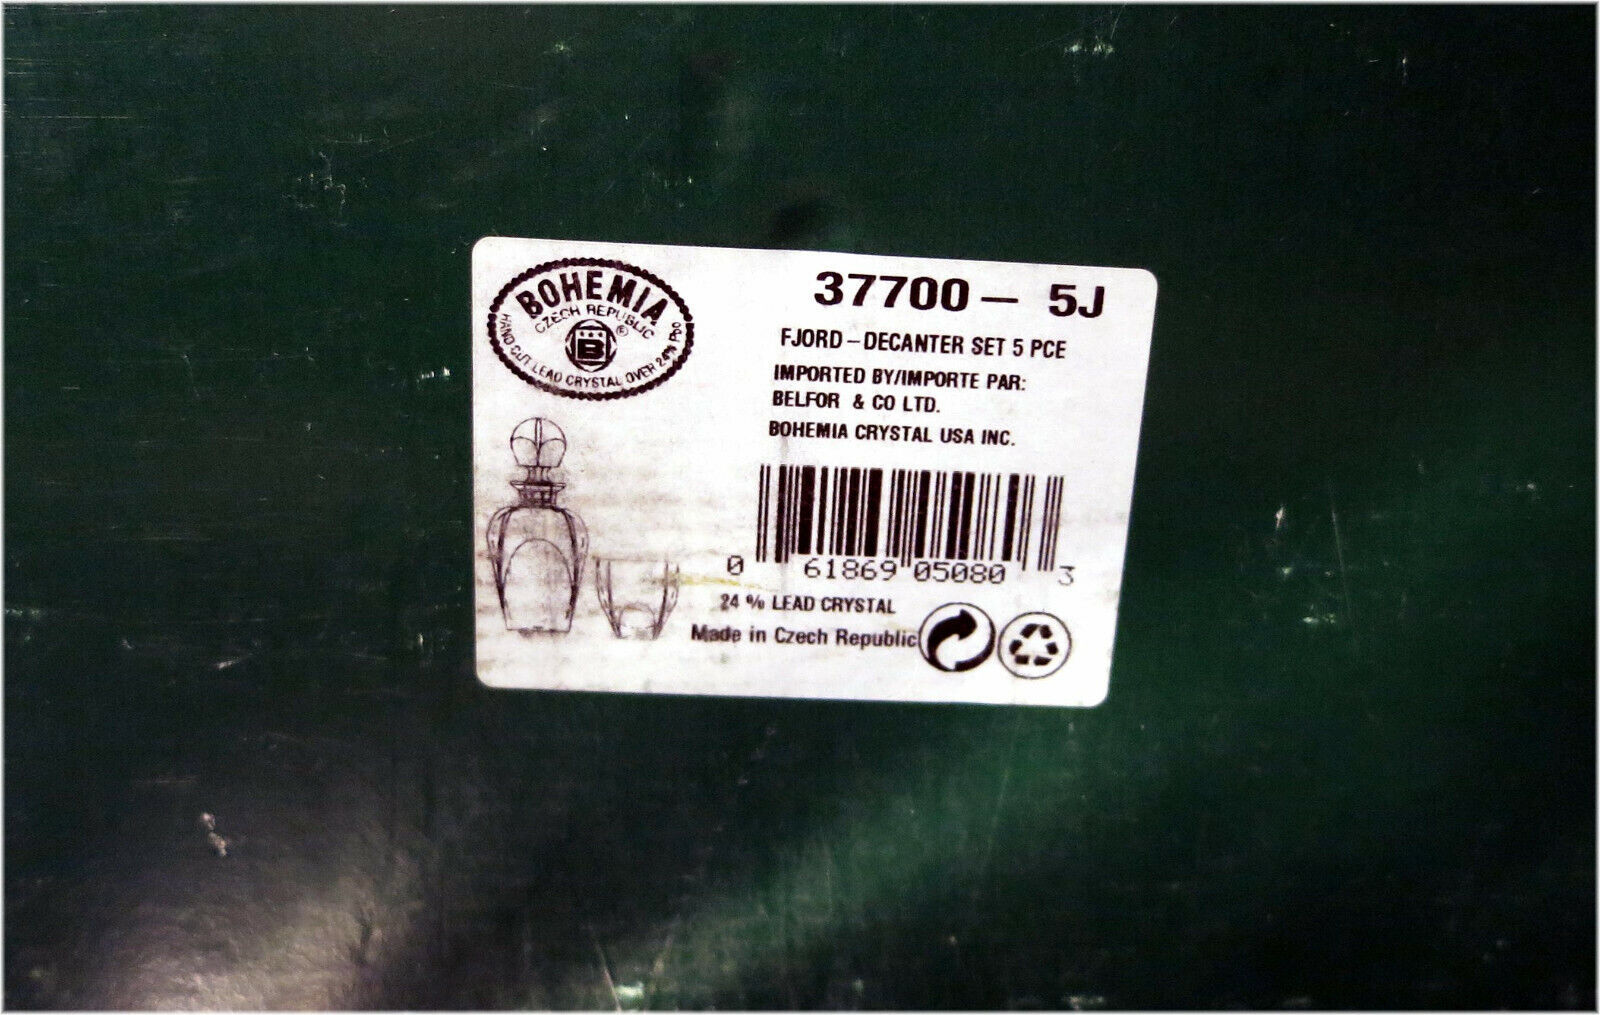 BOHEMIA
CZECH REPUBLIC
®
B
HAND CUT LEAD CRYSTAL OVER 24% PbO
37700 - 5J
FJORD - DECANTER SET 5 PCE
IMPORTED BY/IMPORTE PAR:
BELFOR & CO LTD.
BOHEMIA CRYSTAL USA INC.
0 61869 05080 3
24 % LEAD CRYSTAL
Made in Czech Republic